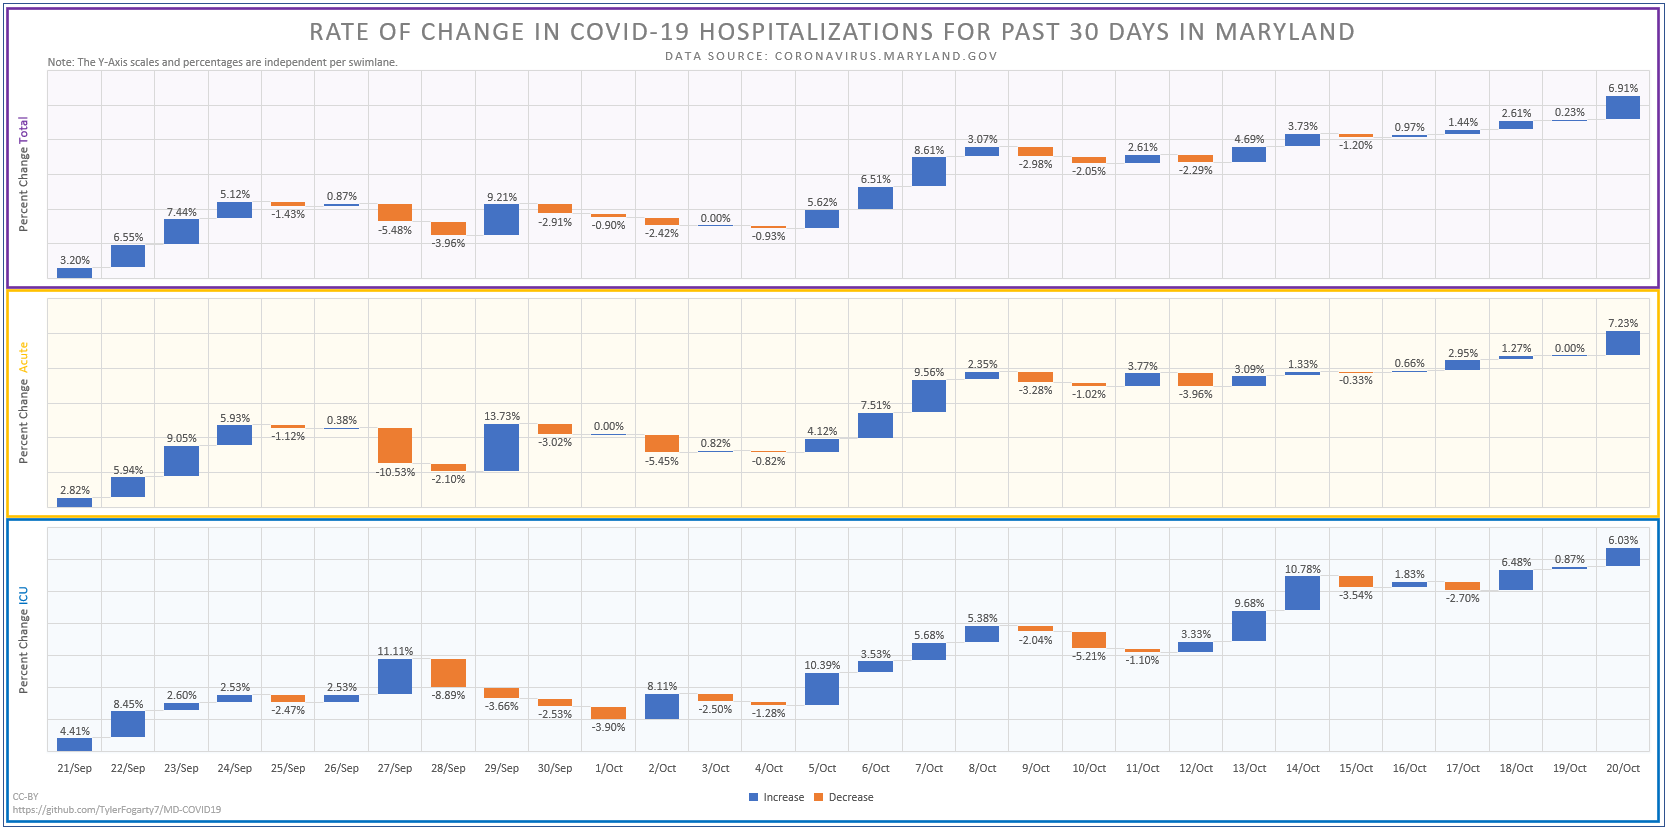 RATE OF CHANGE IN COVID-19 HOSPITALIZATIONS FOR PAST 30 DAYS IN MARYLAND
DATA SOURCE: CORONAVIRUS.MARYLAND.GOV
Note: The Y-Axis scales and percentages are independent per swimlane.
Percent Change Total
3.20% 6.55% 7.44% 5.12% -1.43% 0.87% -5.48% -3.96% 9.21% -2.91% -0.90% -2.42% 0.00% -0.93% 5.62% 6.51% 8.61% 3.07% -2.98% -2.05% 2.61% -2.29% 4.69% 3.73% -1.20% 0.97% 1.44% 2.61% 0.23% 6.91%
Percent Change Acute
2.82% 5.94% 9.05% 5.93% -1.12% 0.38% -10.53% -2.10% 13.73% -3.02% 0.00% -5.45% 0.82% -0.82% 4.12% 7.51% 9.56% 2.35% -3.28% -1.02% 3.77% -3.96% 3.09% 1.33% -0.33% 0.66% 2.95% 1.27% 0.00% 7.23%
Percent Change ICU
4.41% 8.45% 2.60% 2.53% -2.47% 2.53% 11.11% -8.89% -3.66% -2.53% -3.90% 8.11% -2.50% -1.28% 10.39% 3.53% 5.68% 5.38% -2.04% -5.21% -1.10% 3.33% 9.68% 10.78% -3.54% 1.83% -2.70% 6.48% 0.87% 6.03%
21/Sep 22/Sep 23/Sep 24/Sep 25/Sep 26/Sep 27/Sep 28/Sep 29/Sep 30/Sep 1/Oct 2/Oct 3/Oct 4/Oct 5/Oct 6/Oct 7/Oct 8/Oct 9/Oct 10/Oct 11/Oct 12/Oct 13/Oct 14/Oct 15/Oct 16/Oct 17/Oct 18/Oct 19/Oct 20/Oct
Increase Decrease
CC-BY
https://github.com/TylerFogarty7/MD-COVID19